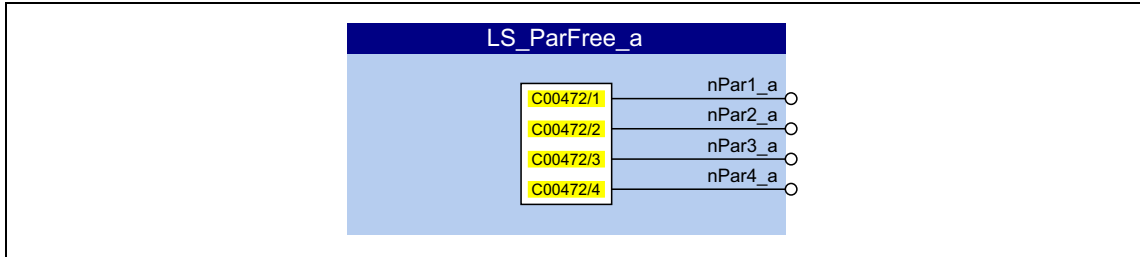 LS_ParFree_a
C00472/1 nPar1_a
C00472/2 nPar2_a
C00472/3 nPar3_a
C00472/4 nPar4_a